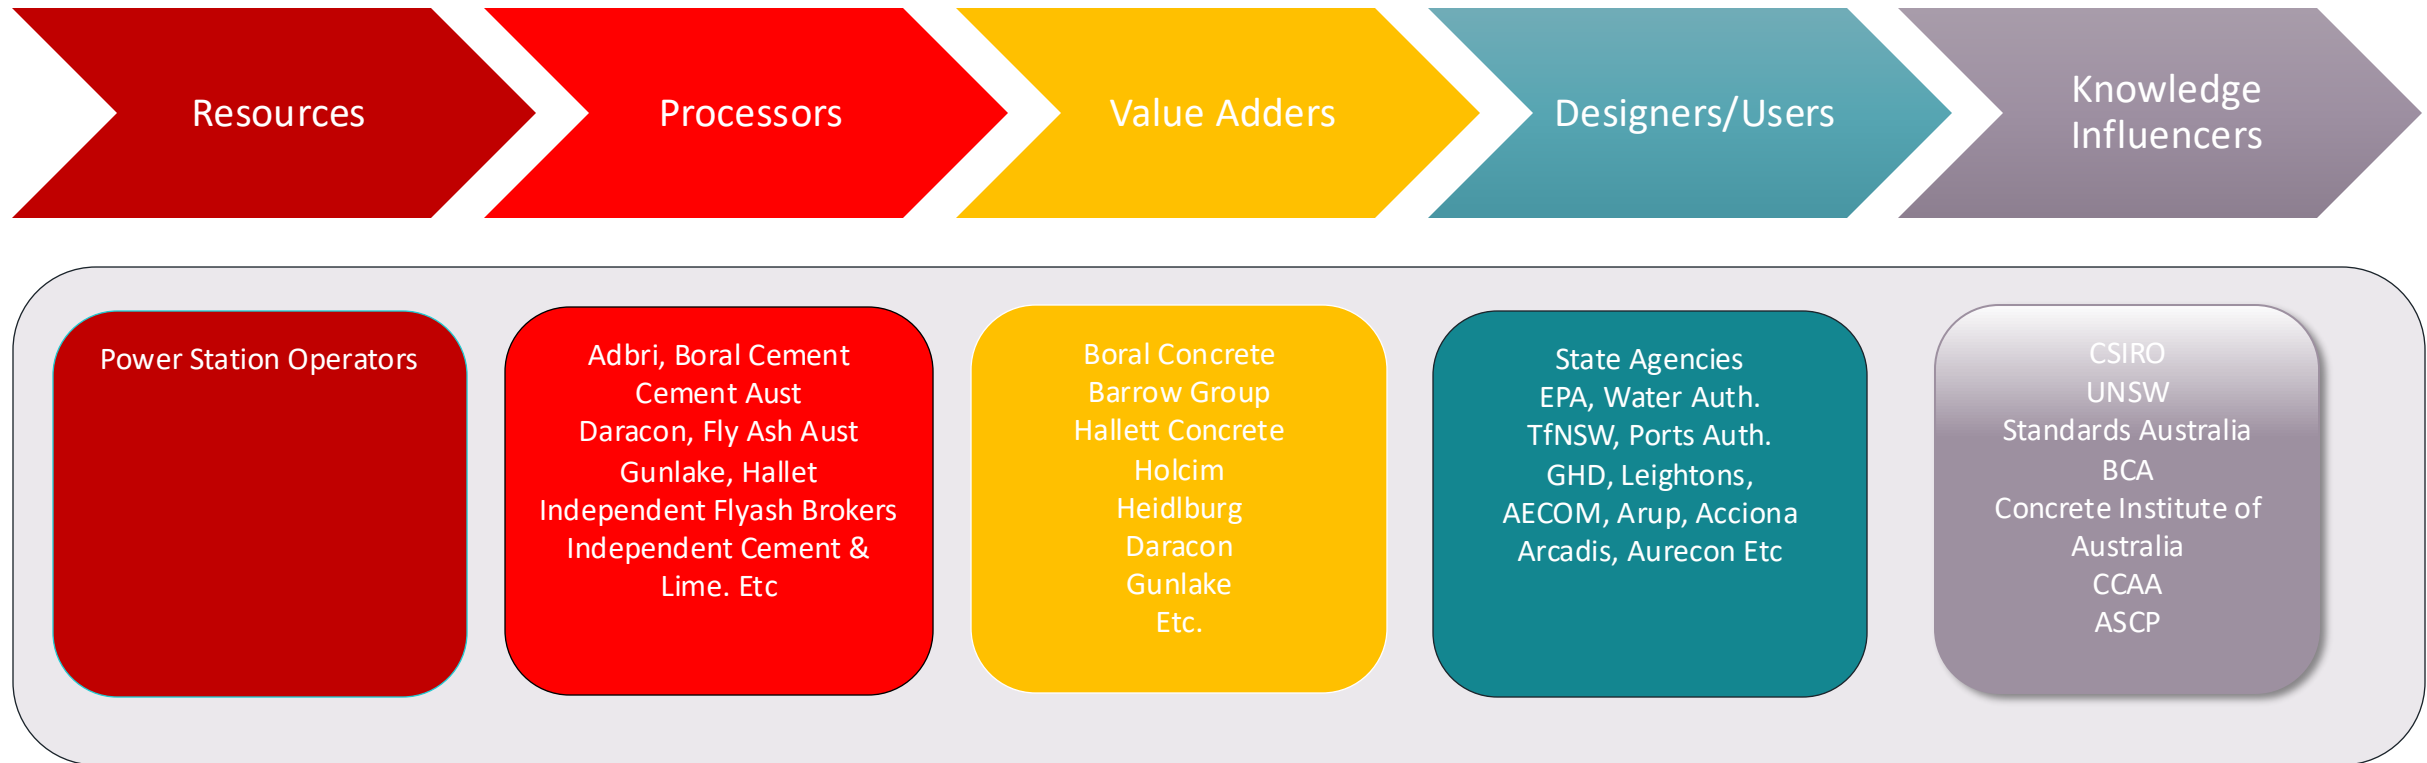 Resources
Processors
Value Adders
Designers/Users
Knowledge
Influencers
Power Station Operators
Adbri, Boral Cement
Cement Aust
Daracon, Fly Ash Aust
Gunlake, Hallet
Independent Flyash Brokers
Independent Cement &
Lime. Etc
Boral Concrete
Barrow Group
Hallett Concrete
Holcim
Heidlburg
Daracon
Gunlake
Etc.
State Agencies
EPA, Water Auth.
TfNSW, Ports Auth.
GHD, Leightons,
AECOM, Arup, Acciona
Arcadis, Aurecon Etc
CSIRO
UNSW
Standards Australia
BCA
Concrete Institute of
Australia
CCAA
ASCP